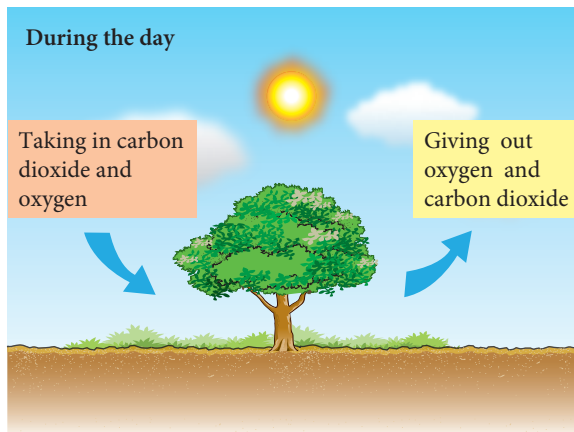 During the day
Taking in carbon
dioxide and
oxygen
Giving out
oxygen and
carbon dioxide